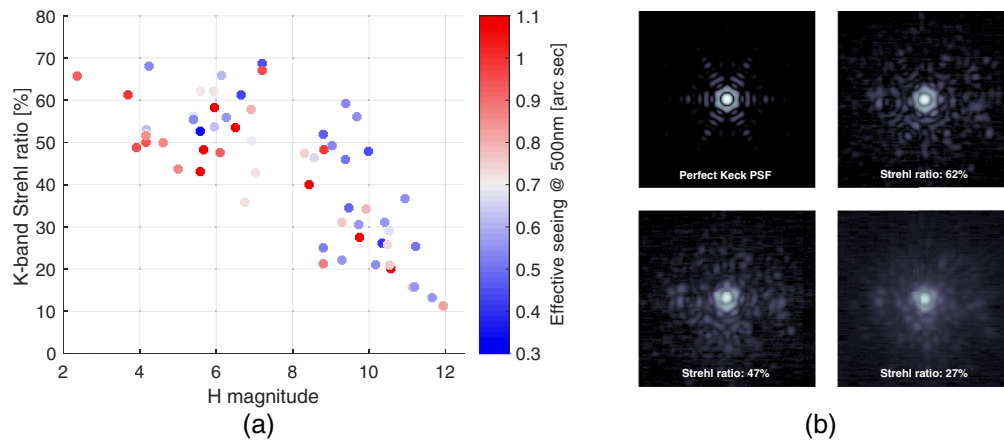 80
70
60
50
40
30
20
10
0
K-band Strehl ratio [%]
2 4 6 8 10 12
H magnitude
(a)
1.1
1
0.9
0.8
0.7
0.6
0.5
0.4
0.3
Effective seeing @ 500nm [arc sec]
Perfect Keck PSF
Strehl ratio: 62%
Strehl ratio: 47%
Strehl ratio: 27%
(b)